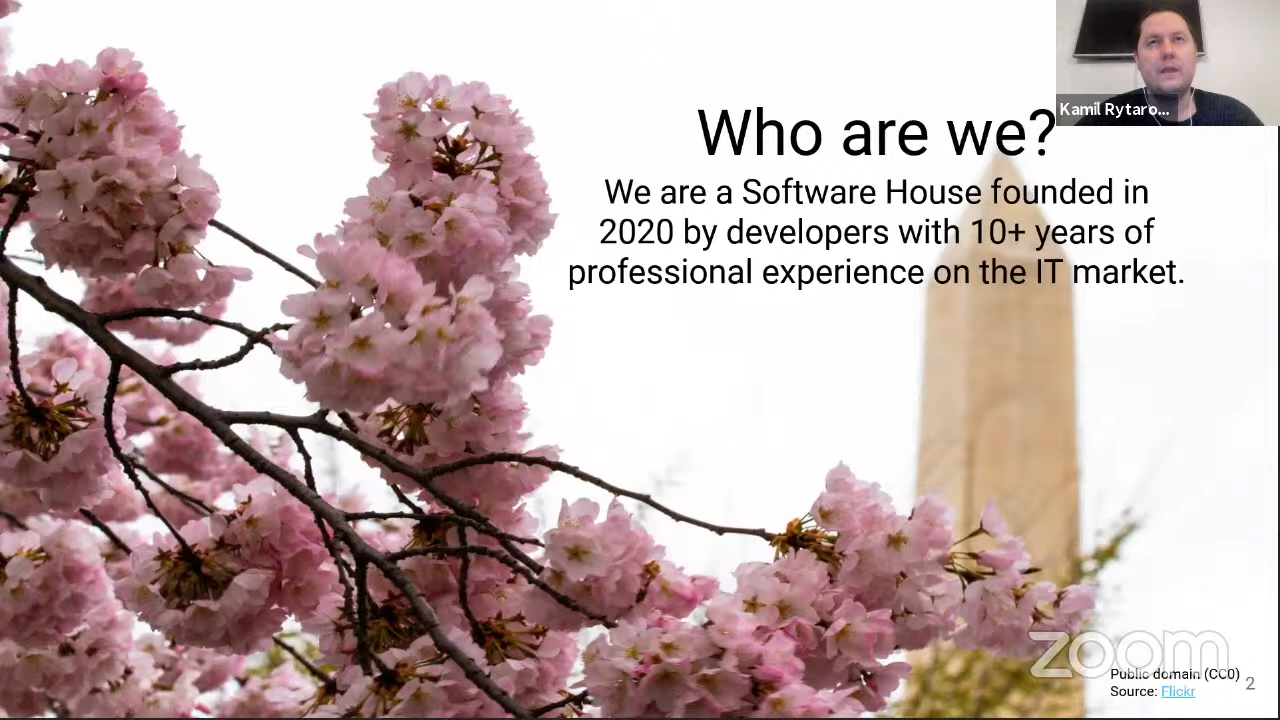 Kamil Rytaro...
Who are we?
We are a Software House founded in
2020 by developers with 10+ years of
professional experience on the IT market.
zoom
Public domain (CC0)
Source: Flickr
2